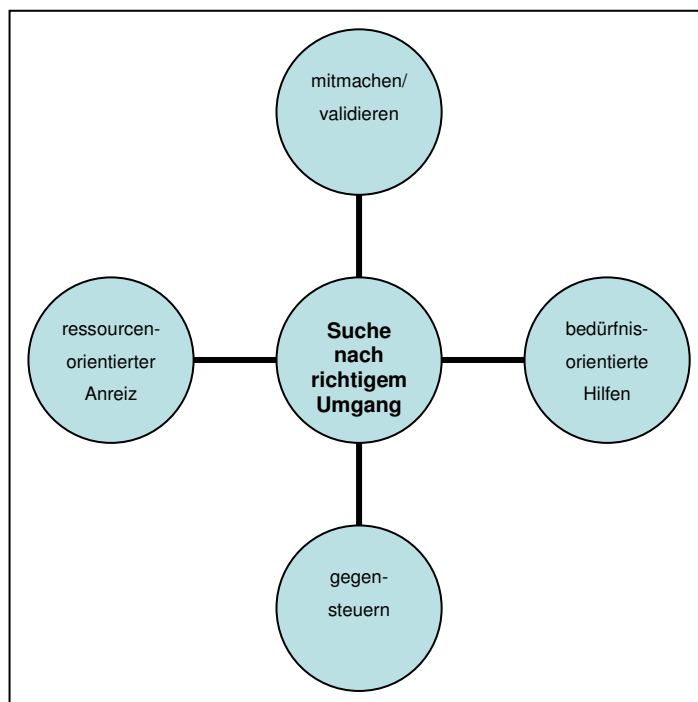 mitmachen/
validieren
ressourcen-
orientierter
Anreiz
Suche
nach
richtigem
Umgang
bedürfnis-
orientierte
Hilfen
gegen-
steuern